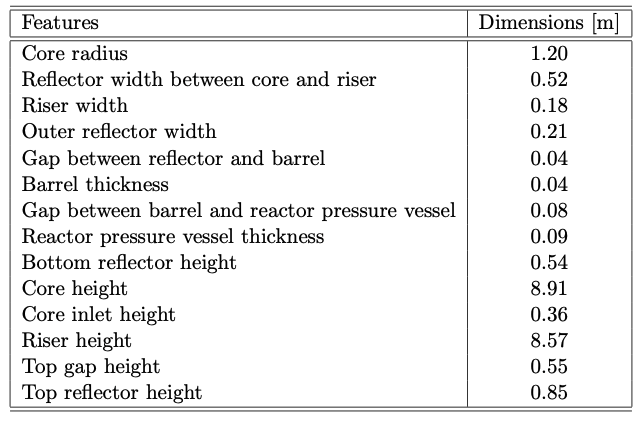 Features Dimensions [m]
Core radius 1.20
Reflector width between core and riser 0.52
Riser width 0.18
Outer reflector width 0.21
Gap between reflector and barrel 0.04
Barrel thickness 0.04
Gap between barrel and reactor pressure vessel 0.08
Reactor pressure vessel thickness 0.09
Bottom reflector height 0.54
Core height 8.91
Core inlet height 0.36
Riser height 8.57
Top gap height 0.55
Top reflector height 0.85